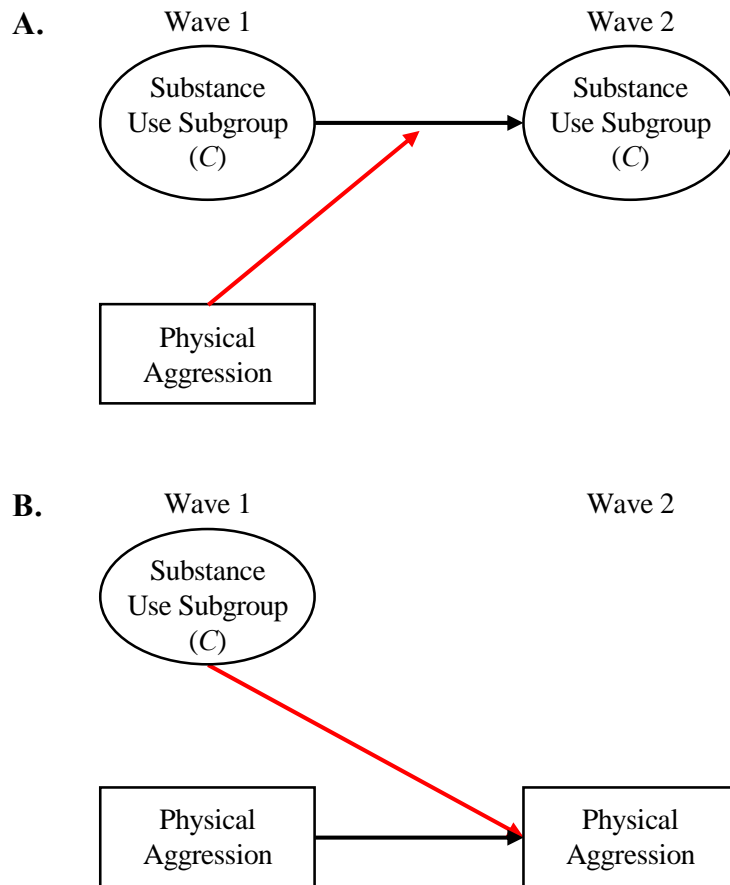 A.
Wave 1
Wave 2
Substance
Use Subgroup
(C)
Substance
Use Subgroup
(C)
Physical
Aggression
B.
Wave 1
Wave 2
Substance
Use Subgroup
(C)
Physical
Aggression
Physical
Aggression